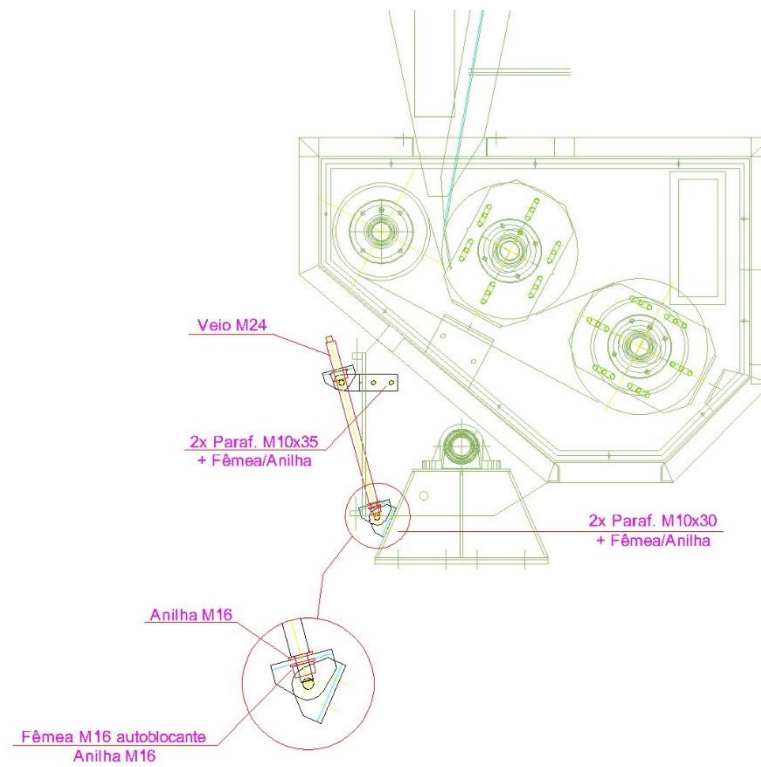 Veio M24
2x Paraf. M10x35
+ Fêmea/Anilha
2x Paraf. M10x30
+ Fêmea/Anilha
Anilha M16
Fêmea M16 autoblocante
Anilha M16